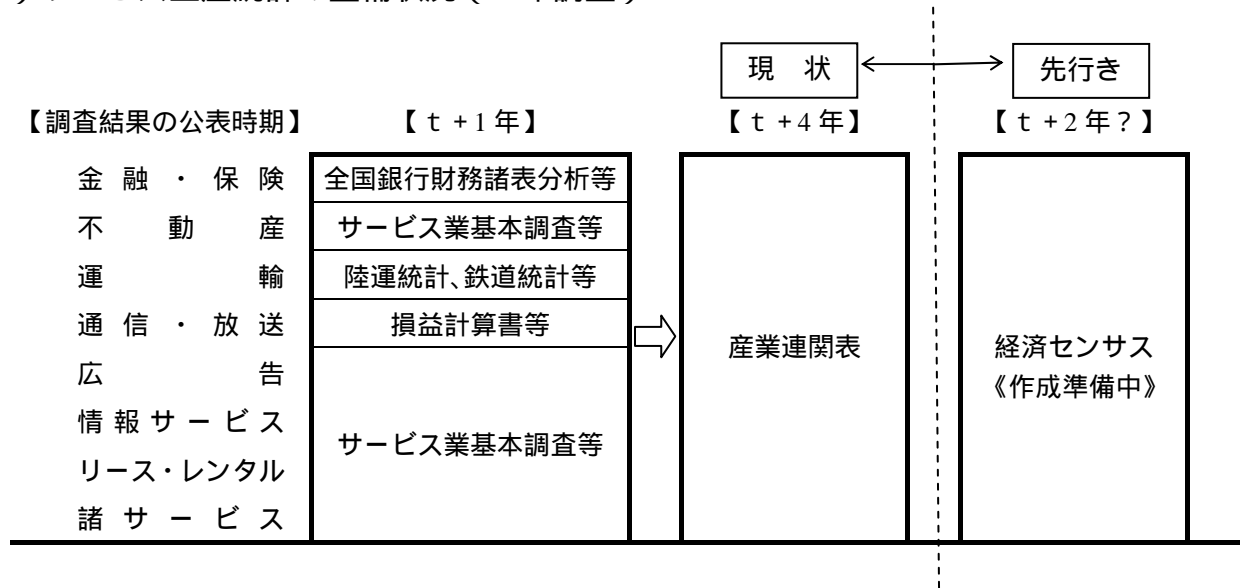 現 状
先行き
【調査結果の公表時期】 【ｔ+1年】 【ｔ+4年】 【ｔ+2年？】
金融・保険 全国銀行財務諸表分析等
不動産 サービス業基本調査等
運輸 陸運統計、鉄道統計等
通信・放送 損益計算書等
広告
情報サービス
リース・レンタル
諸サービス
サービス業基本調査等
産業連関表
経済センサス
《作成準備中》